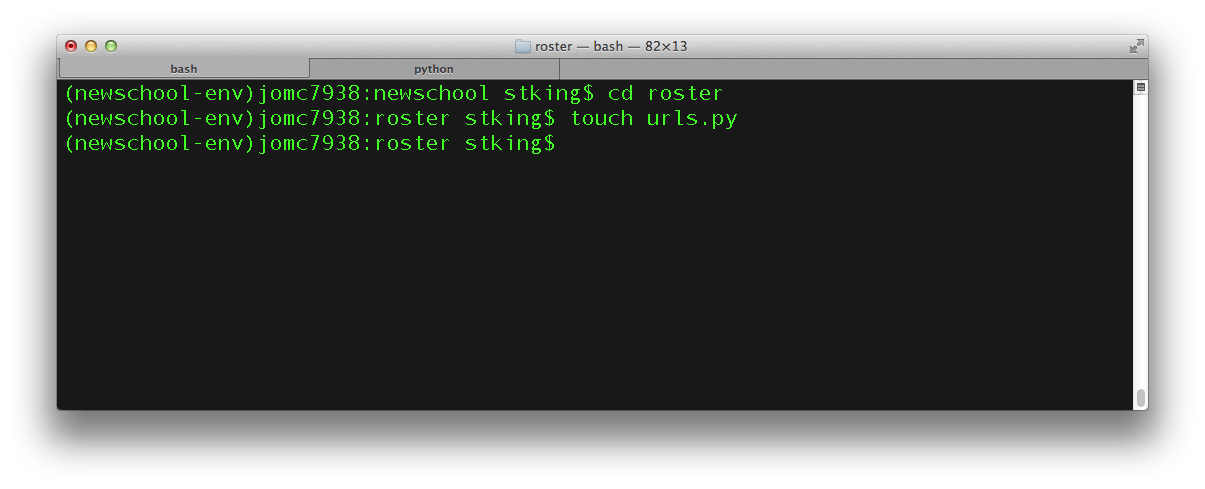 roster — bash — 82×13
bash
python
(newschool-env)jomc7938:newschool stking$ cd roster
(newschool-env)jomc7938:roster stking$ touch urls.py
(newschool-env)jomc7938:roster stking$